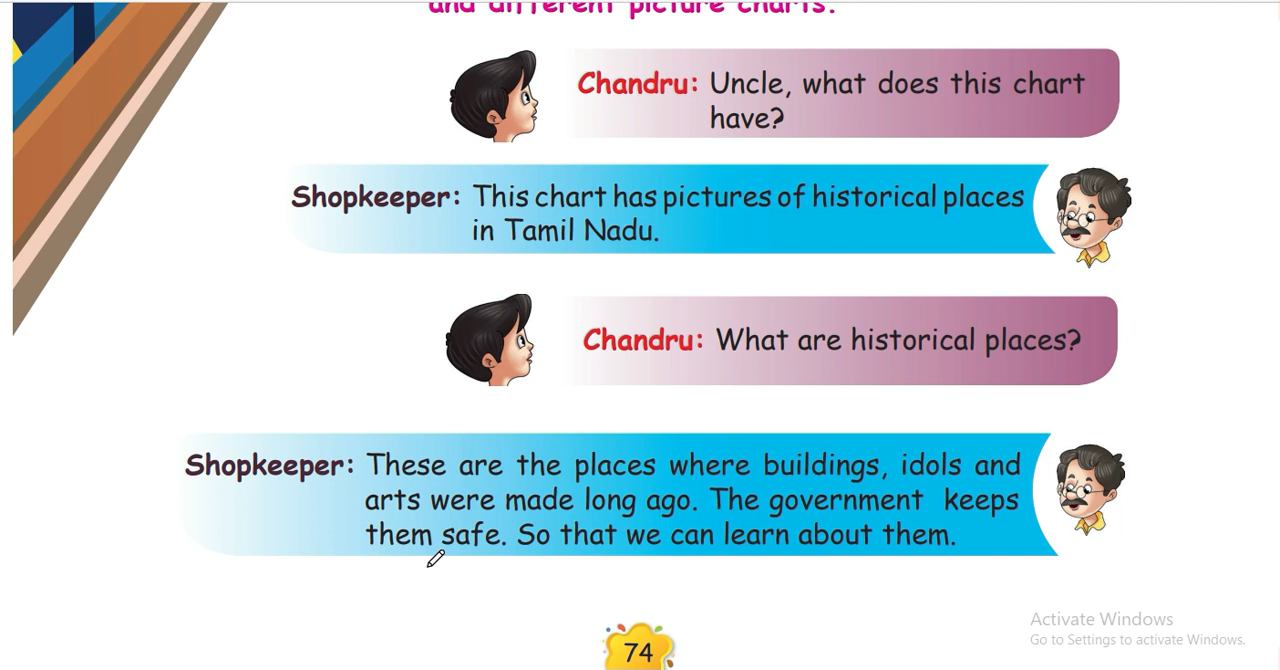 and different picture charts.
Chandru: Uncle, what does this chart
have?
Shopkeeper: This chart has pictures of historical places
in Tamil Nadu.
Chandru: What are historical places?
Shopkeeper: These are the places where buildings, idols and
arts were made long ago. The government keeps
them safe. So that we can learn about them.
74
Activate Windows
Go to Settings to activate Windows.